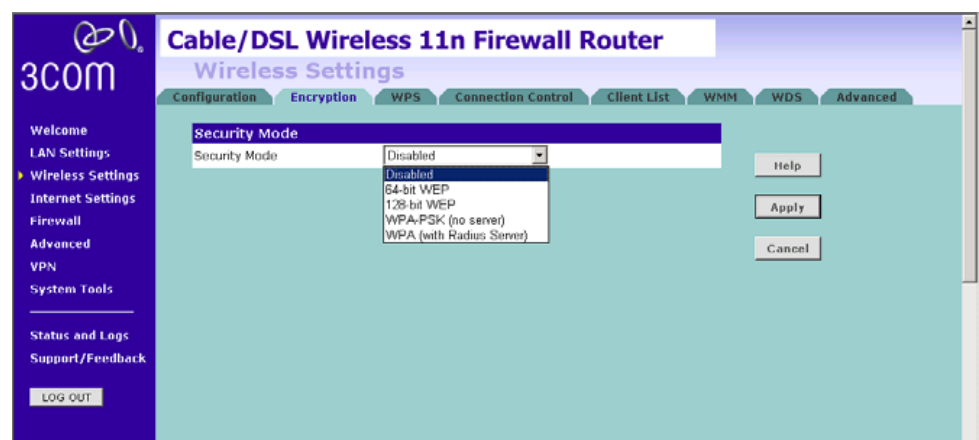 3COM
Cable/DSL Wireless 11n Firewall Router
Wireless Settings
Configuration Encryption WPS Connection Control Client List WMM WDS Advanced
Welcome
LAN Settings
Wireless Settings
Internet Settings
Firewall
Advanced
VPN
System Tools
Status and Logs
Support/Feedback
LOG OUT
Security Mode
Security Mode Disabled
Disabled
64-bit WEP
128-bit WEP
WPA-PSK (no server)
WPA (with Radius Server)
Help
Apply
Cancel